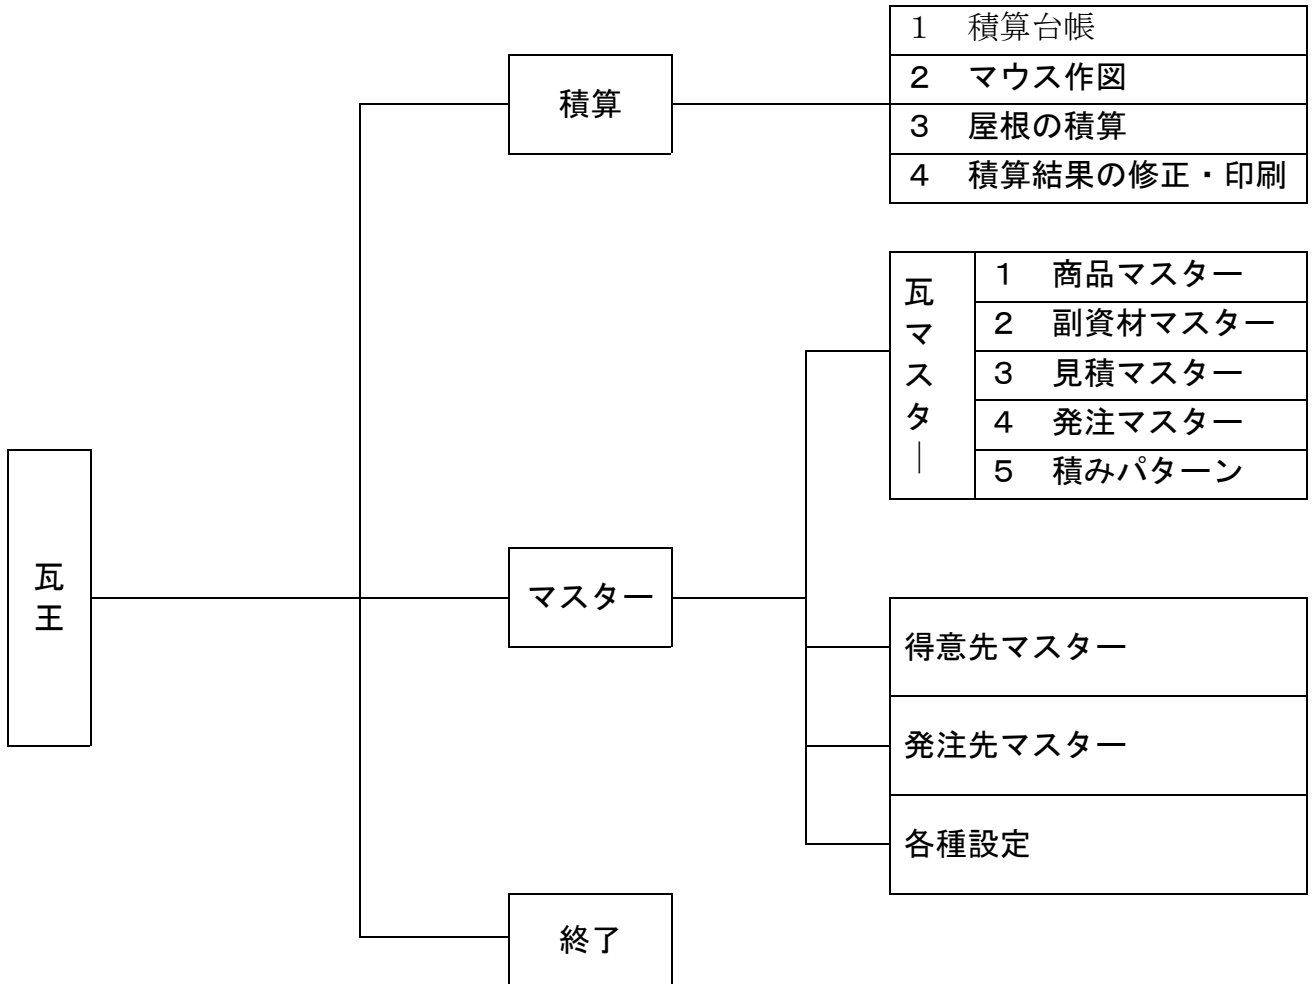 瓦王
積算
1 積算台帳
２ マウス作図
３ 屋根の積算
４ 積算結果の修正・印刷
マスター
瓦マスタ―
１ 商品マスター
２ 副資材マスター
３ 見積マスター
４ 発注マスター
５ 積みパターン
得意先マスター
発注先マスター
各種設定
終了